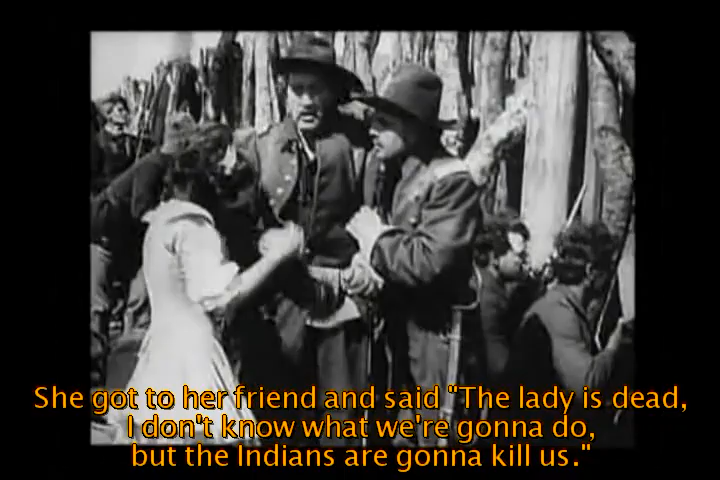 She got to her friend and said "The lady is dead,
I don't know what we're gonna do,
but the Indians are gonna kill us."